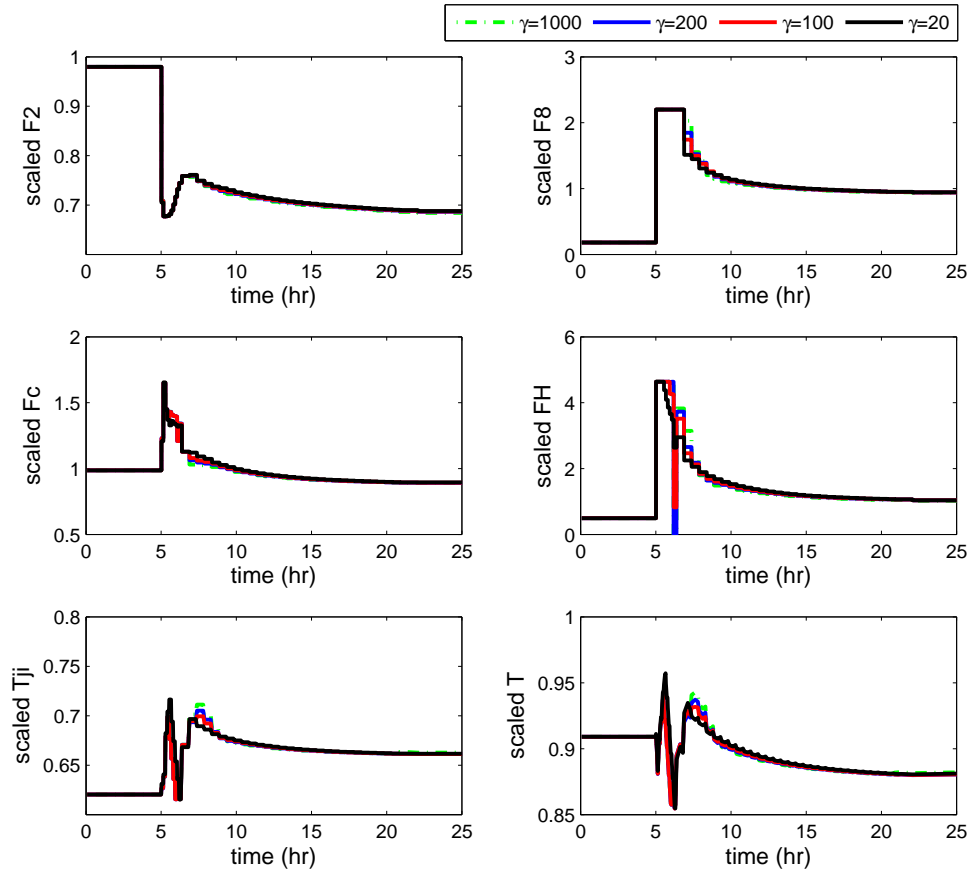 γ=1000 γ=200 γ=100 γ=20
1
0.9
0.8
0.7
0 5 10 15 20 25
scaled F2
time (hr)
3
2
1
0
0 5 10 15 20 25
scaled F8
time (hr)
2
1.5
1
0.5
0 5 10 15 20 25
scaled Fc
time (hr)
6
4
2
0
0 5 10 15 20 25
scaled FH
time (hr)
0.8
0.75
0.7
0.65
0 5 10 15 20 25
scaled Tji
time (hr)
1
0.95
0.9
0.85
0 5 10 15 20 25
scaled T
time (hr)